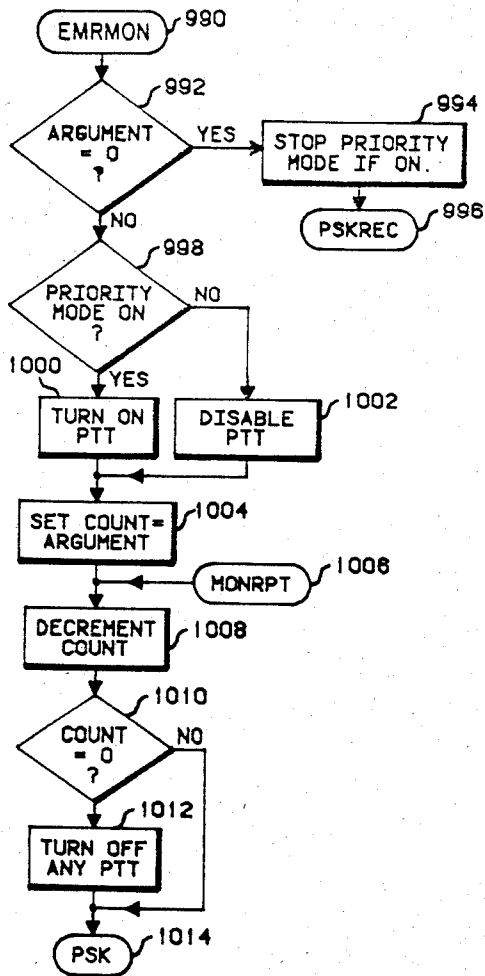 EMRMON
990
992
ARGUMENT
= 0
?
YES
994
STOP PRIORITY
MODE IF ON.
PSKREC
996
NO
998
PRIORITY
MODE ON
?
NO
1000
YES
TURN ON
PTT
DISABLE
PTT
1002
SET COUNT=
ARGUMENT
1004
MONRPT
1006
DECREMENT
COUNT
1008
1010
COUNT
= 0
?
NO
1012
TURN OFF
ANY PTT
PSK
1014